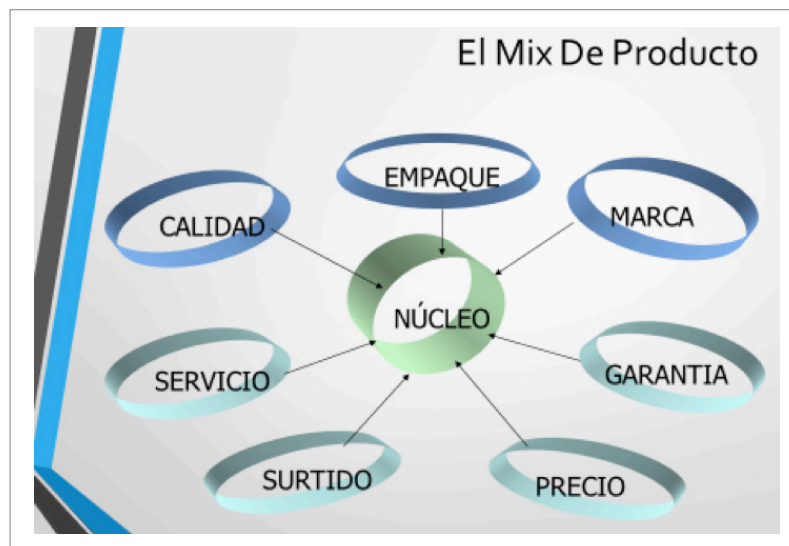 El Mix De Producto
EMPAQUE
CALIDAD
MARCA
NÚCLEO
SERVICIO
GARANTIA
SURTIDO
PRECIO